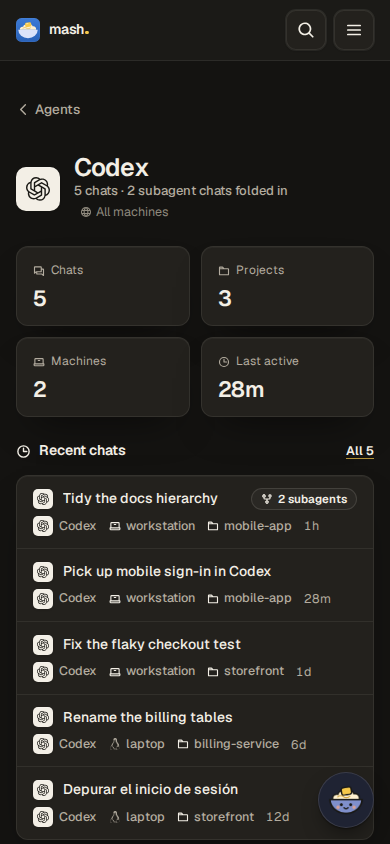 mash.
Agents
Codex
5 chats · 2 subagent chats folded in
All machines
Chats
5
Projects
3
Machines
2
Last active
28m
Recent chats
All 5
Tidy the docs hierarchy
2 subagents
Codex workstation mobile-app 1h
Pick up mobile sign-in in Codex
Codex workstation mobile-app 28m
Fix the flaky checkout test
Codex workstation storefront 1d
Rename the billing tables
Codex laptop billing-service 6d
Depurar el inicio de sesión
Codex laptop storefront 12d